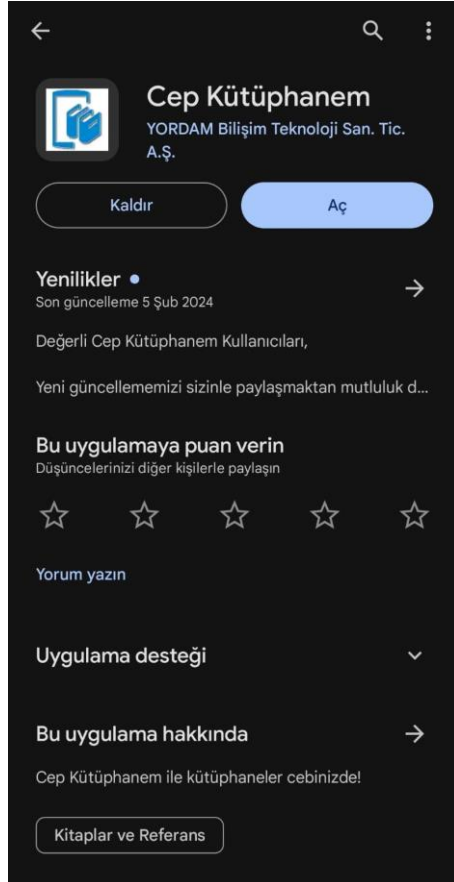 Cep Kütüphanem
YORDAM Bilişim Teknoloji San. Tic.
A.Ş.
Kaldır
Aç
Yenilikler
Son güncelleme 5 Şub 2024
Değerli Cep Kütüphanem Kullanıcıları,
Yeni güncellememizi sizinle paylaşmaktan mutluluk d...
Bu uygulamaya puan verin
Düşüncelerinizi diğer kişilerle paylaşın
Yorum yazın
Uygulama desteği
Bu uygulama hakkında
Cep Kütüphanem ile kütüphaneler cebinizde!
Kitaplar ve Referans